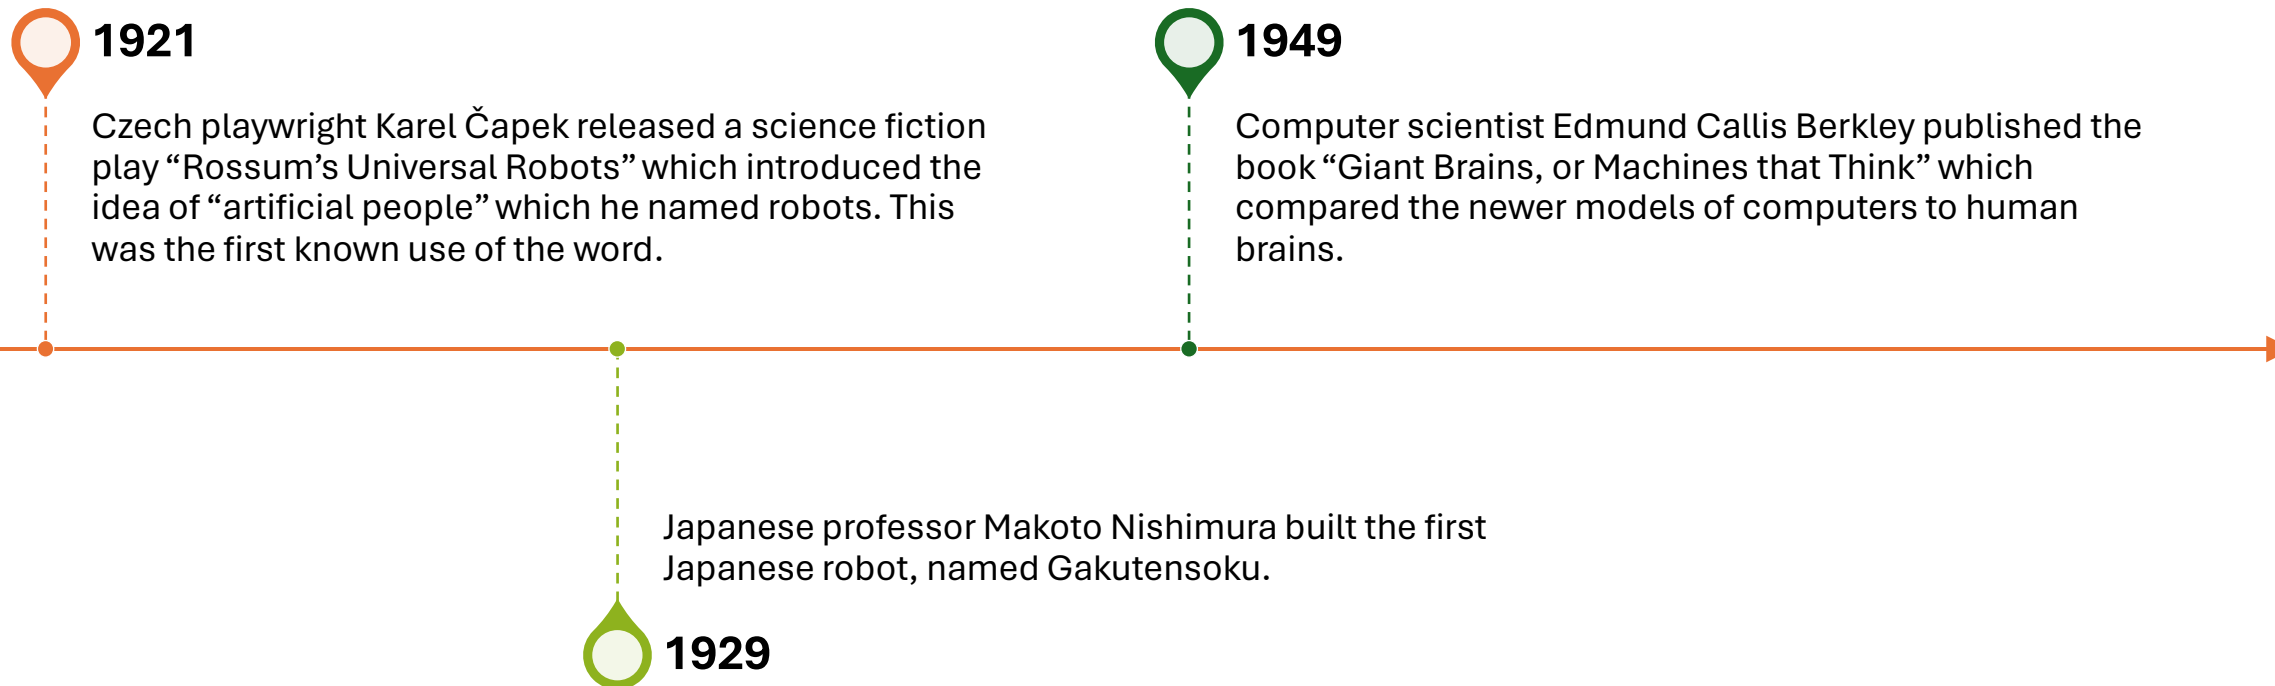 1921
Czech playwright Karel Čapek released a science fiction
play “Rossum’s Universal Robots” which introduced the
idea of “artificial people” which he named robots. This
was the first known use of the word.
1949
Computer scientist Edmund Callis Berkley published the
book “Giant Brains, or Machines that Think” which
compared the newer models of computers to human
brains.
Japanese professor Makoto Nishimura built the first
Japanese robot, named Gakutensoku.
1929